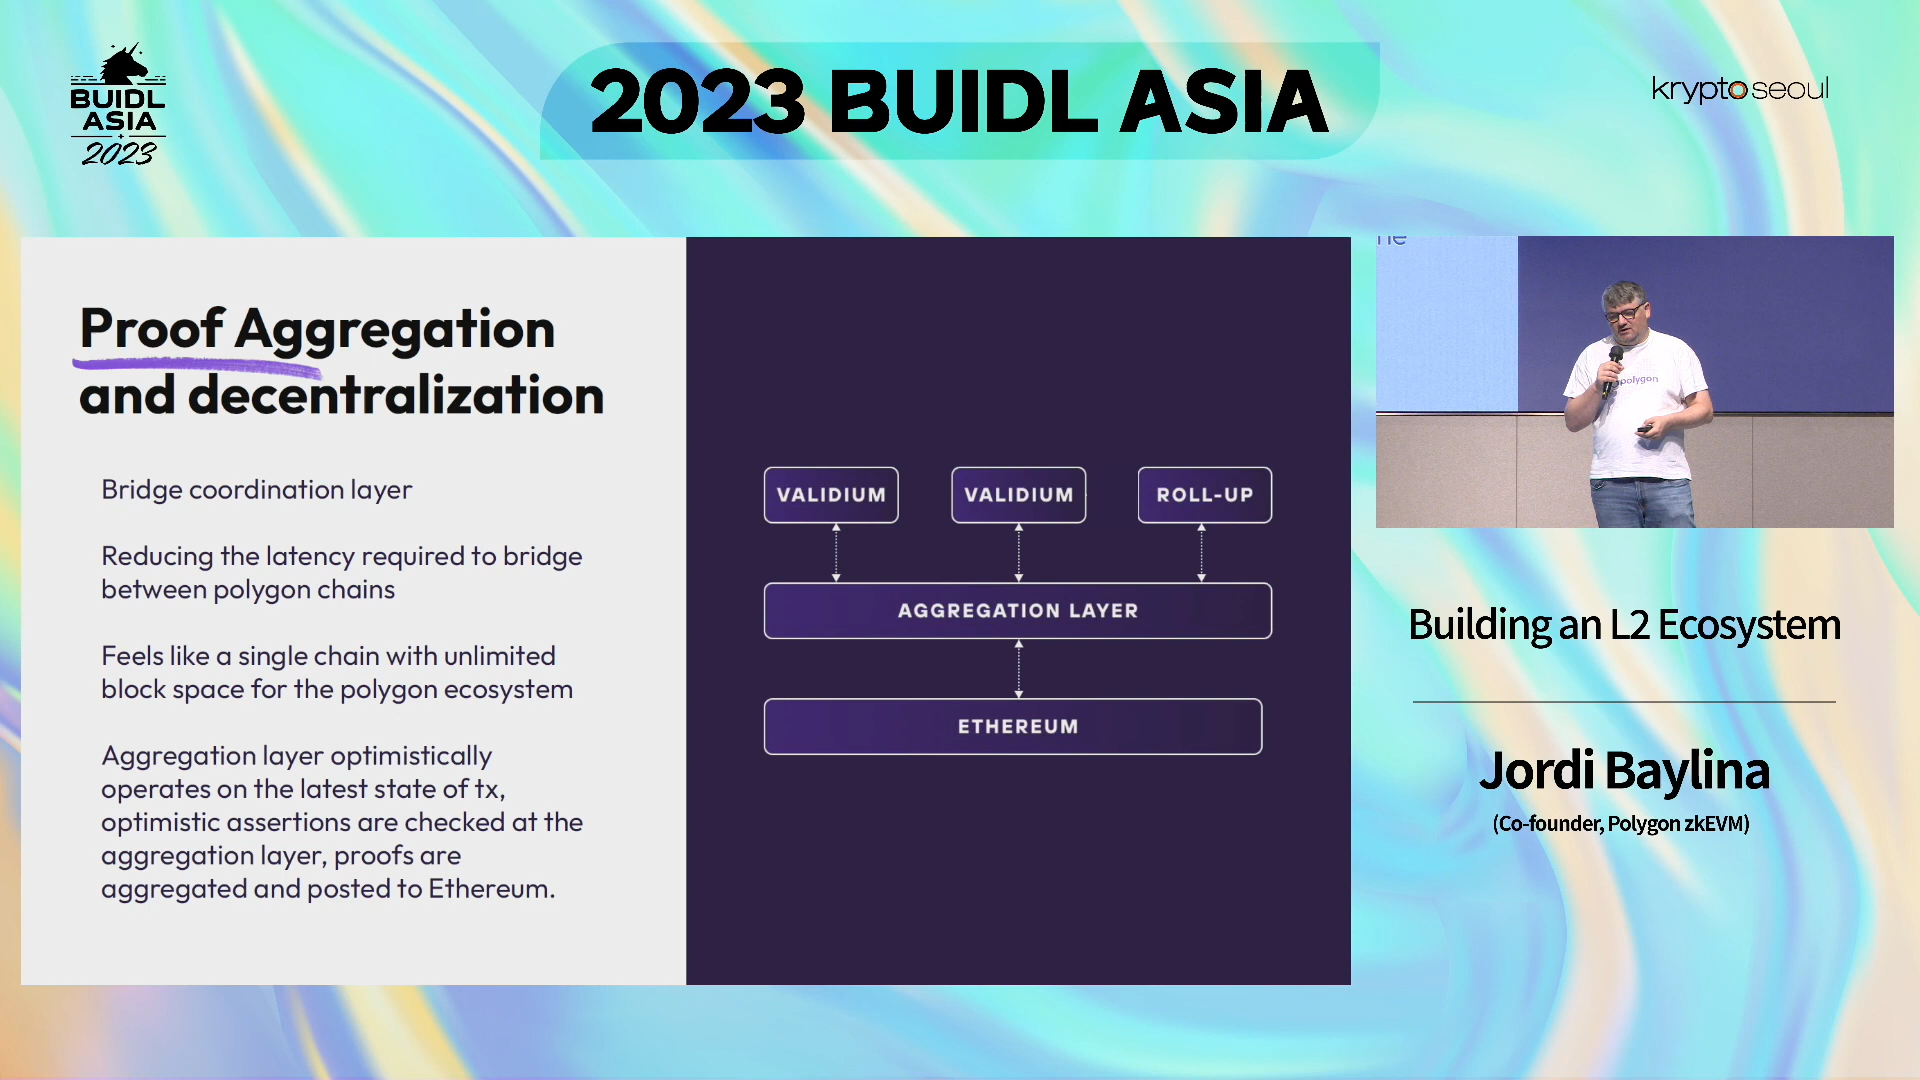 BUIDL
ASIA
2023
2023 BUIDL ASIA
kryptoseoul
Proof Aggregation
and decentralization
Bridge coordination layer
Reducing the latency required to bridge
between polygon chains
Feels like a single chain with unlimited
block space for the polygon ecosystem
Aggregation layer optimistically
operates on the latest state of tx,
optimistic assertions are checked at the
aggregation layer, proofs are
aggregated and posted to Ethereum.
VALIDIUM
VALIDIUM
ROLL-UP
AGGREGATION LAYER
ETHEREUM
polygon
Building an L2 Ecosystem
Jordi Baylina
(Co-founder, Polygon zkEVM)